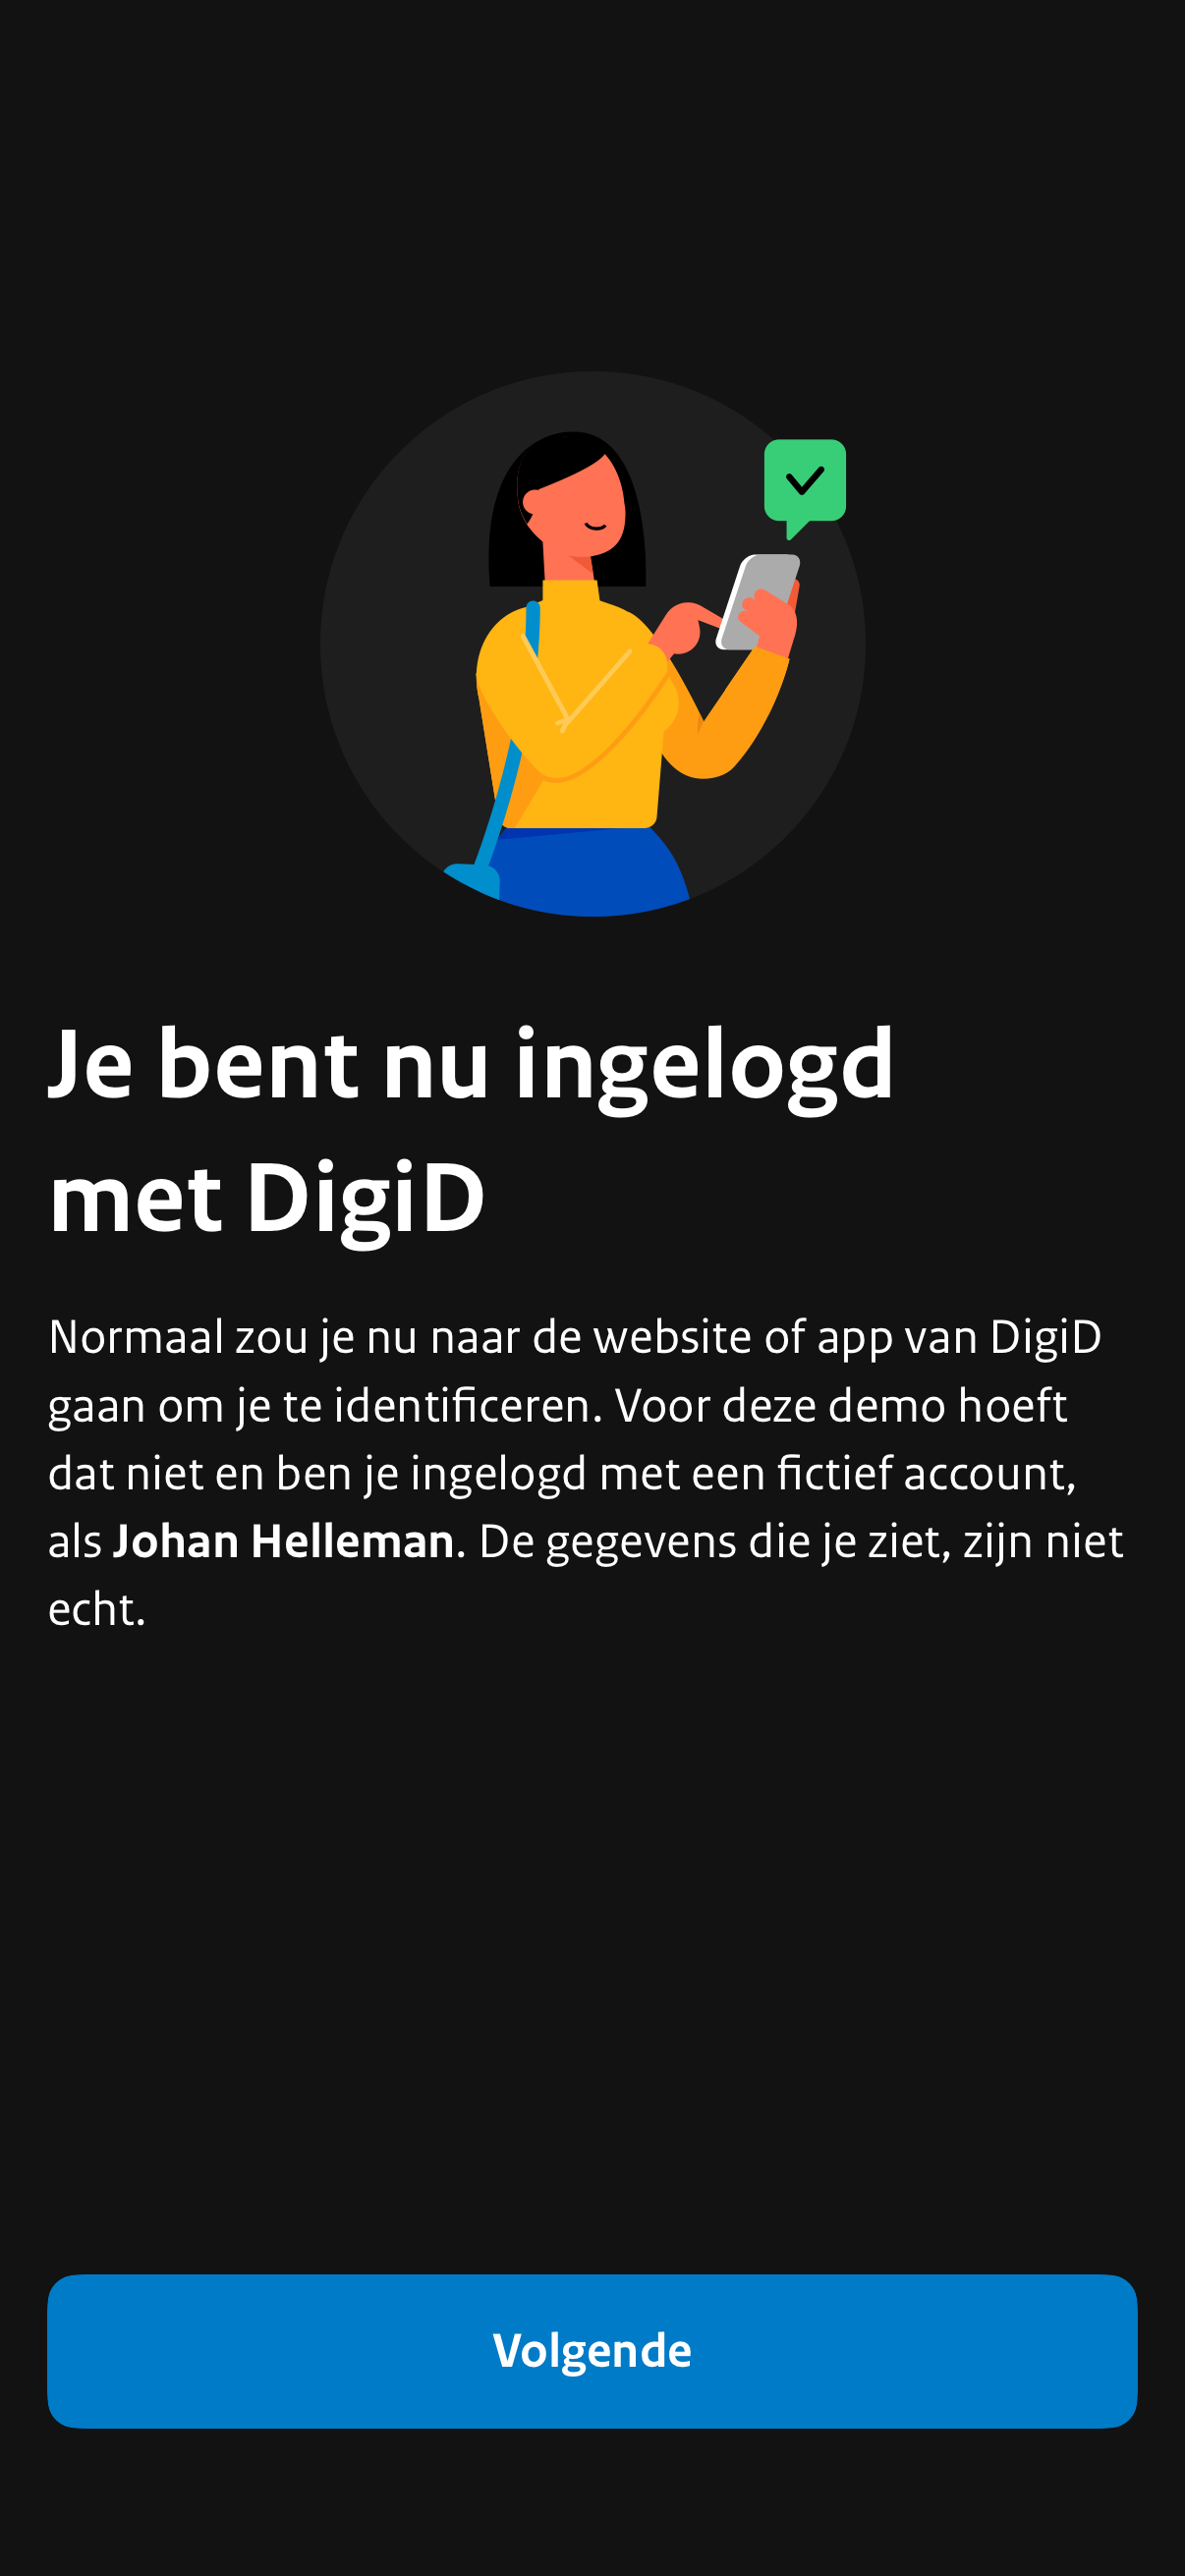 Je bent nu ingelogd
met DigiD
Normaal zou je nu naar de website of app van DigiD
gaan om je te identificeren. Voor deze demo hoeft
dat niet en ben je ingelogd met een fictief account,
als Johan Helleman. De gegevens die je ziet, zijn niet
echt.
Volgende